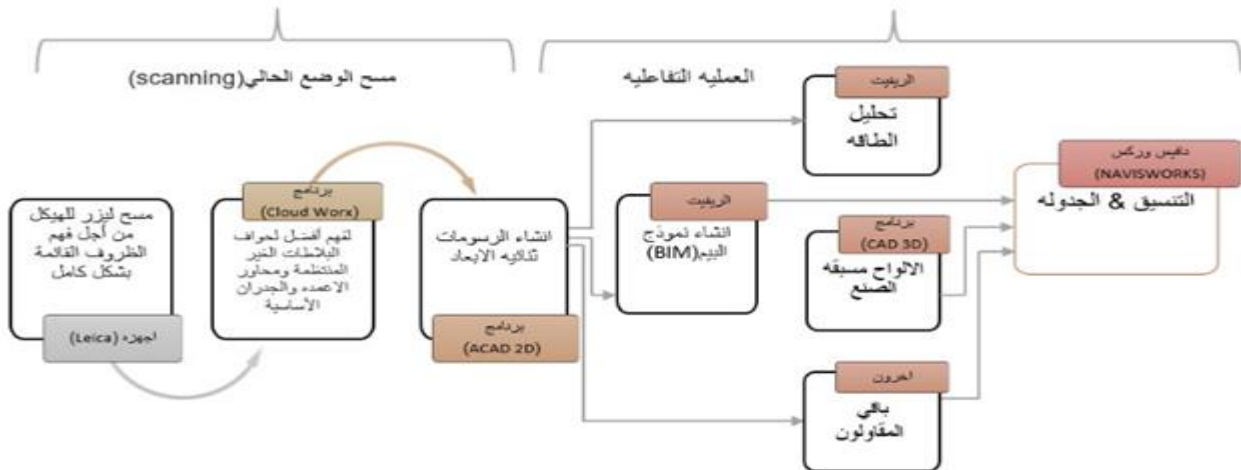 مسح الوضع الحالي(scanning)
العمليه التفاعليه
مسح ليزر للهيكل
من أجل فهم
الظروف القائمة
بشكل كامل
اجهزه (Leica)
برنامج
(Cloud Worx)
لفهم أفضل لحواف
البلاطات الغير
المنتظمة ومحاور
الاعمده والجدران
الأساسية
انشاء الرسومات
ثنائيه الابعاد
برنامج
(ACAD 2D)
الريفيت
تحليل
الطاقه
الريفيت
انشاء نموذج
البيم(BIM)
برنامج
(CAD 3D)
الالواح مسبقه
الصنع
اخرون
باقي
المقاولون
نافيس وركس
(NAVISWORKS)
التنسيق & الجدوله